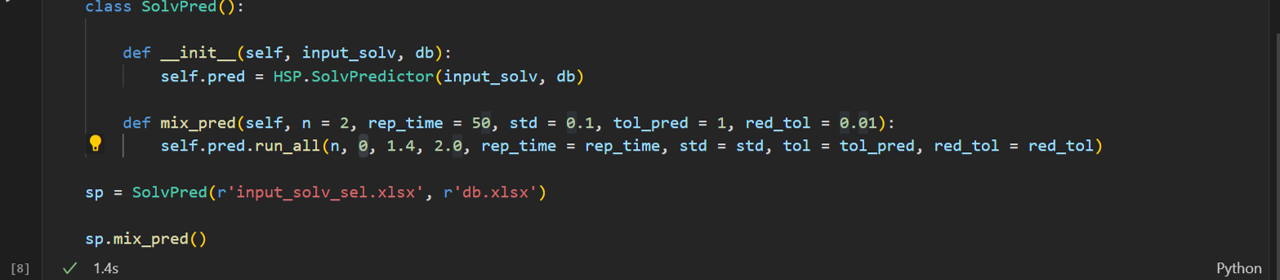 class SolvPred():
def __init__(self, input_solv, db):
self.pred = HSP.SolvPredictor(input_solv, db)
def mix_pred(self, n = 2, rep_time = 50, std = 0.1, tol_pred = 1, red_tol = 0.01):
self.pred.run_all(n, 0, 1.4, 2.0, rep_time = rep_time, std = std, tol = tol_pred, red_tol = red_tol)
sp = SolvPred(r'input_solv_sel.xlsx', r'db.xlsx')
sp.mix_pred()
[8] 1.4s Python